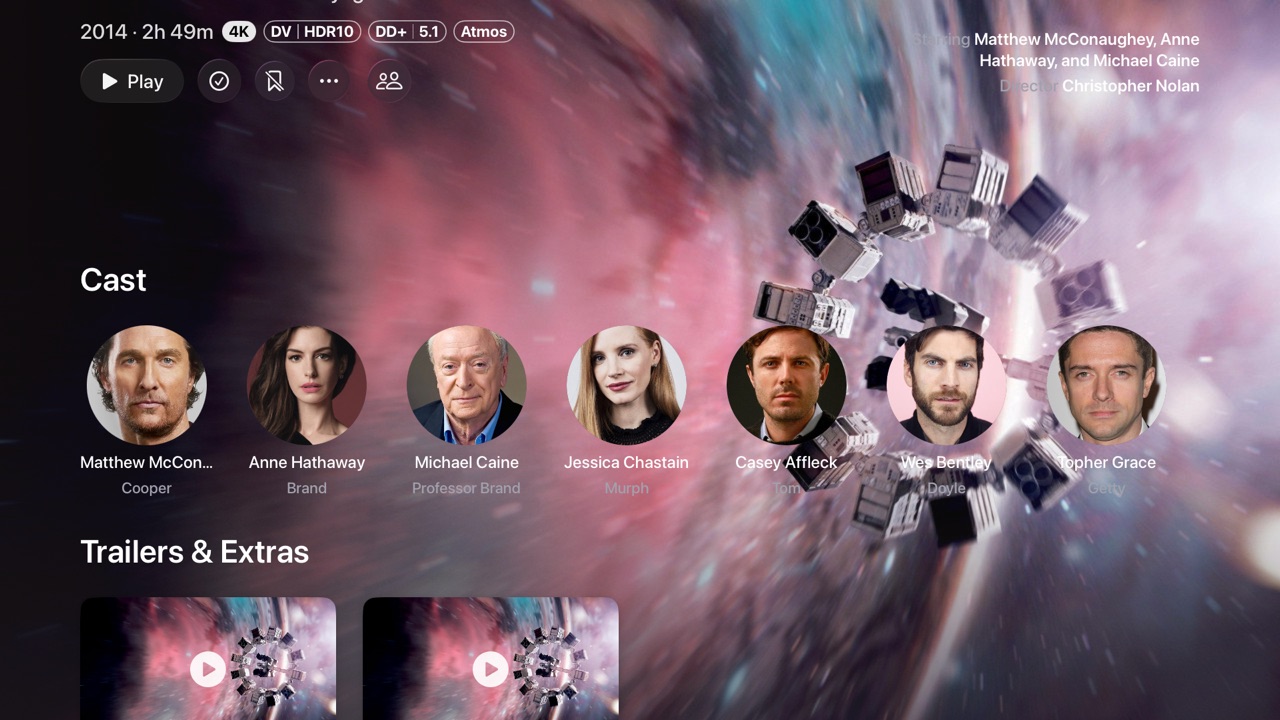 2014 · 2h 49m 4K DV | HDR10 DD+ | 5.1 Atmos
Starring Matthew McConaughey, Anne
Hathaway, and Michael Caine
Director Christopher Nolan
Play
Cast
Matthew McCon...
Anne Hathaway
Michael Caine
Jessica Chastain
Casey Affleck
Wes Bentley
Topher Grace
Cooper
Brand
Professor Brand
Murph
Tom
Doyle
Getty
Trailers & Extras